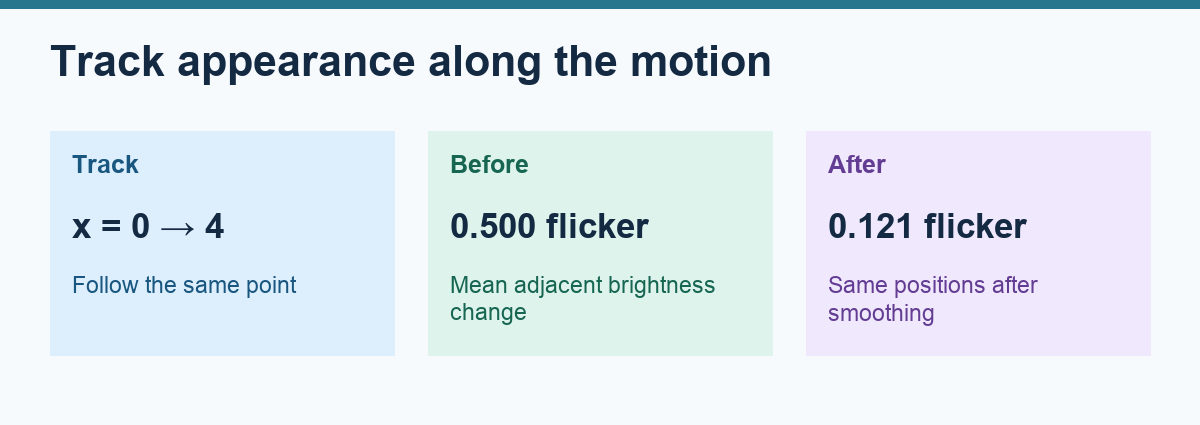 Track appearance along the motion
Track
x = 0 → 4
Follow the same point
Before
0.500 flicker
Mean adjacent brightness
change
After
0.121 flicker
Same positions after
smoothing